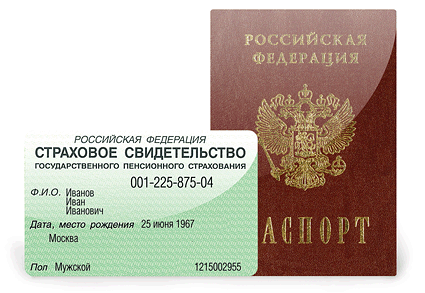 РОССИЙСКАЯ
ФЕДЕРАЦИЯ
АСПОРТ
РОССИЙСКАЯ ФЕДЕРАЦИЯ
СТРАХОВОЕ СВИДЕТЕЛЬСТВО
ГОСУДАРСТВЕННОГО ПЕНСИОННОГО СТРАХОВАНИЯ
001-225-875-04
Ф.И.О. Иванов
Иван
Иванович
Дата, место рождения 25 июня 1967
Москва
Пол Мужской 1215002955